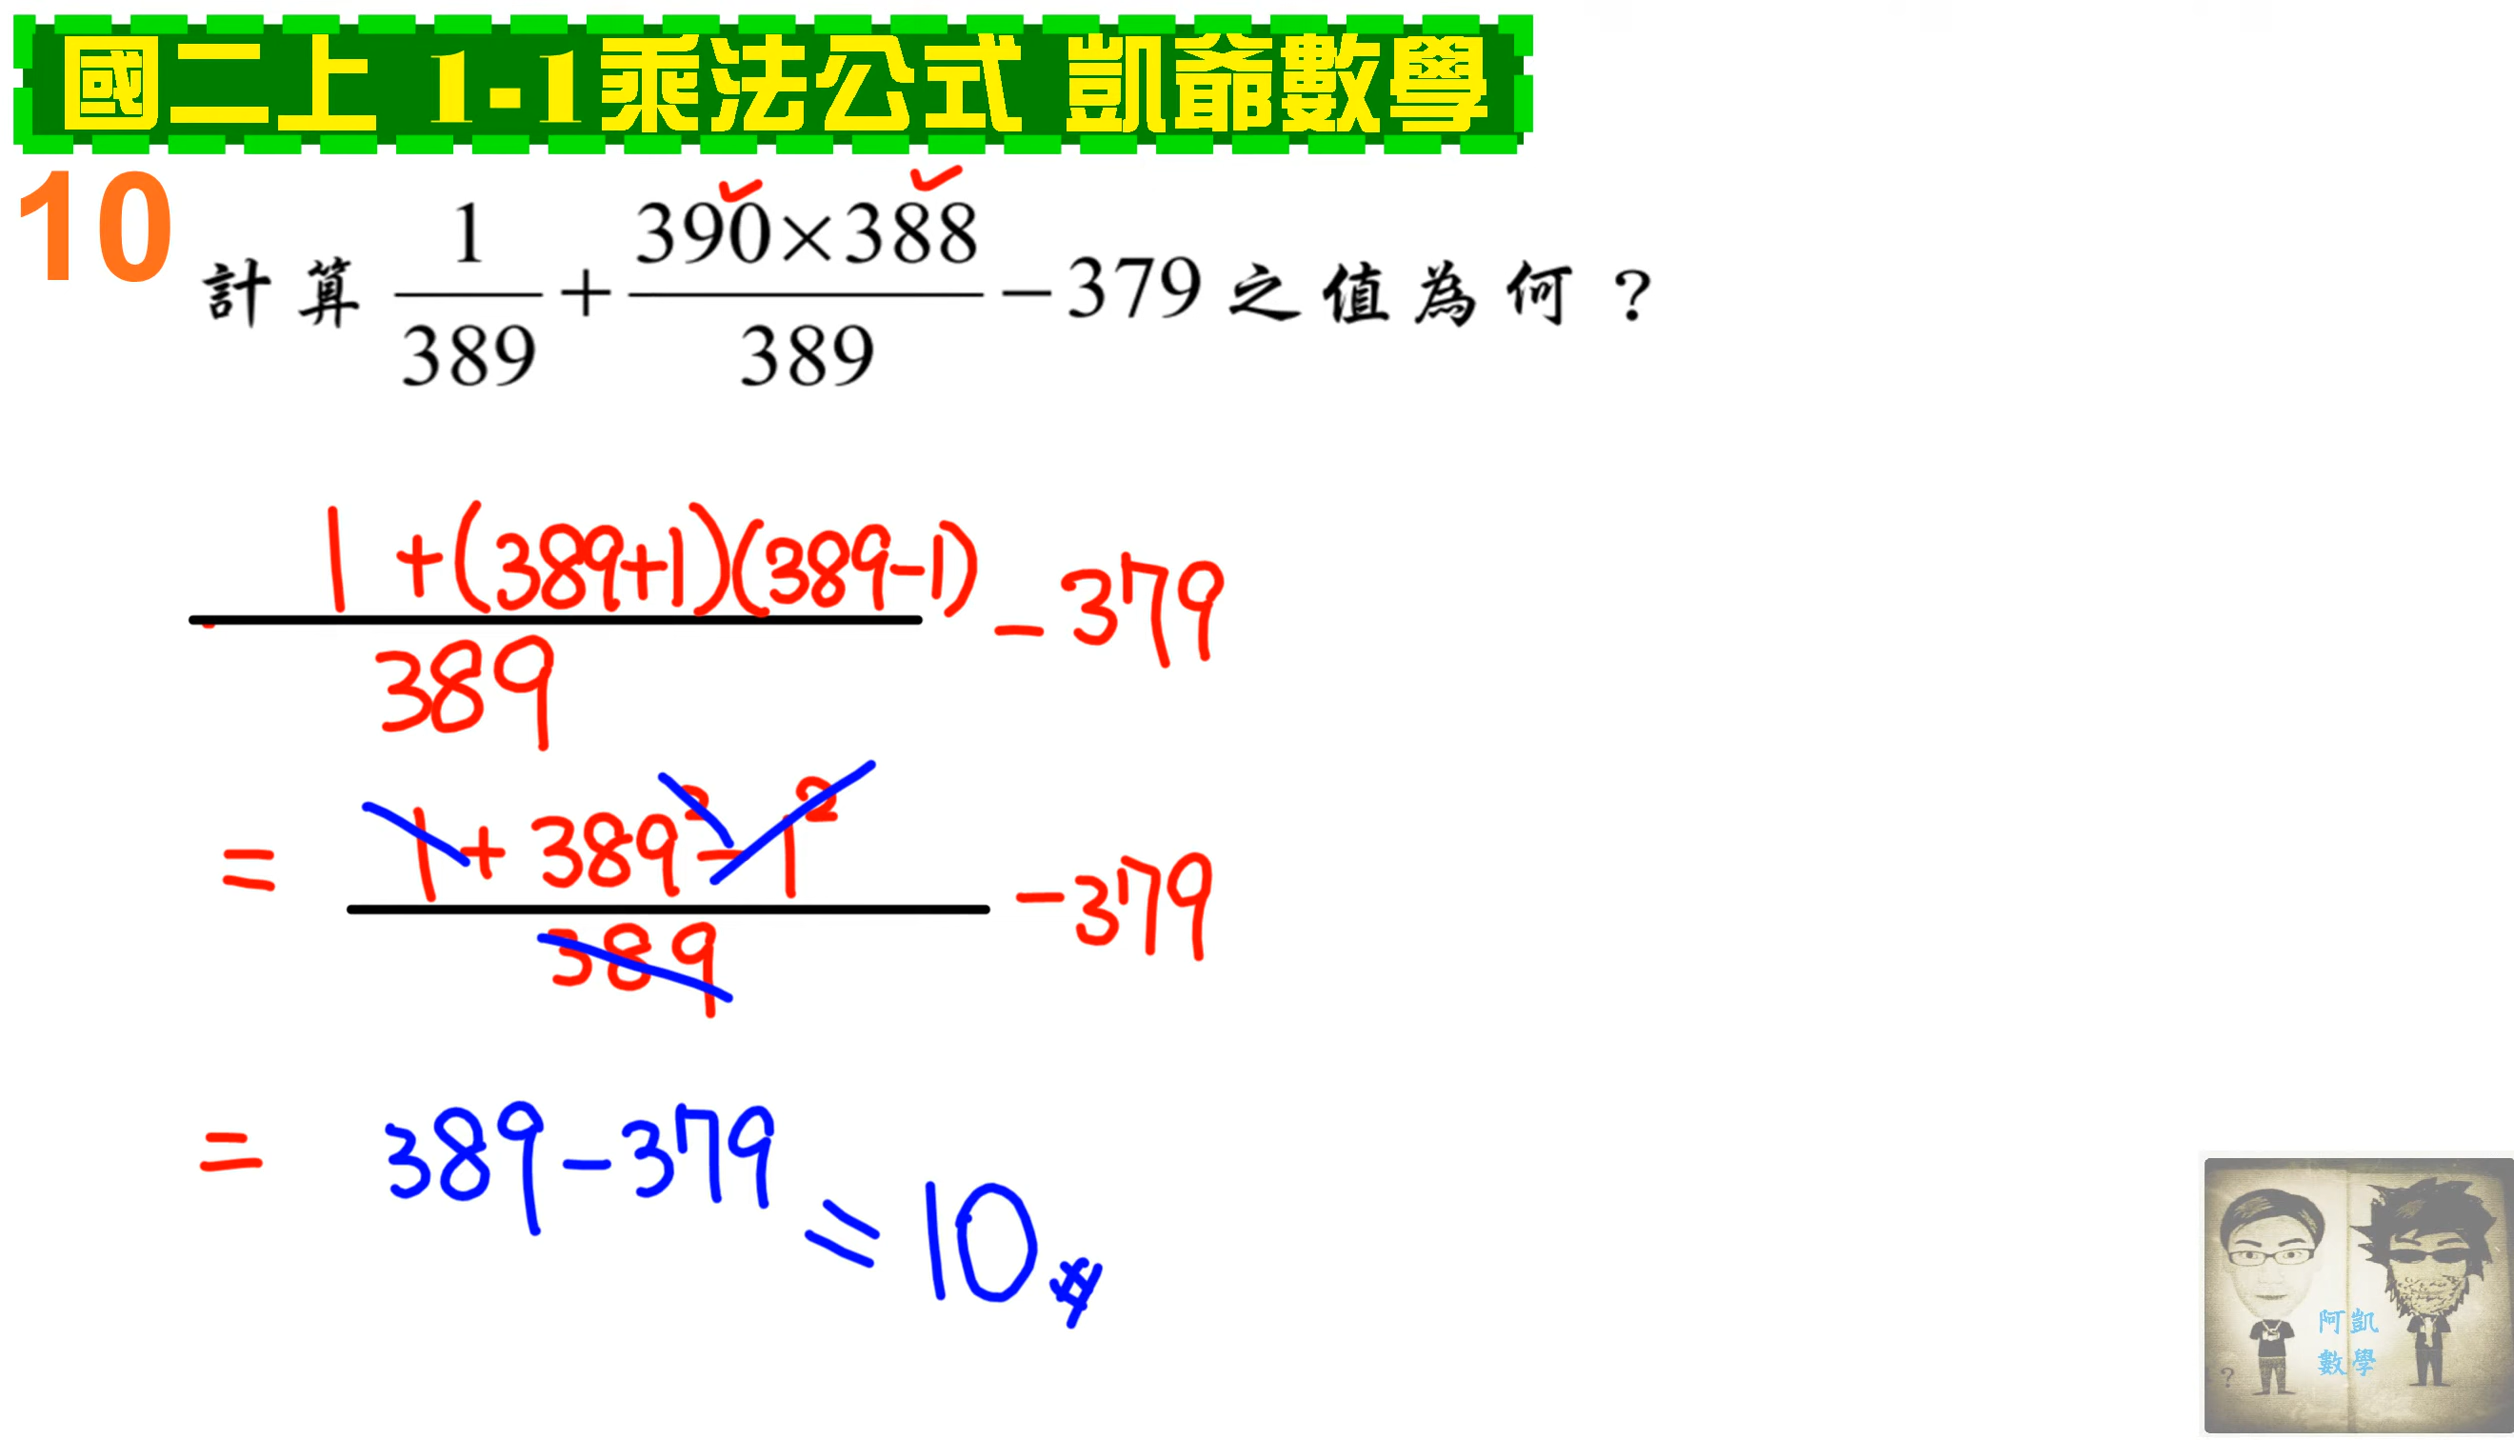 國二上 1-1乘法公式 凱爺數學
10
計算 1/389 + 390×388/389 − 379 之值為何？
1 + (389+1)(389−1) / 389 − 379
= 1 + 389² − 1² / 389 − 379
= 389 − 379 = 10
阿凱
數學
?